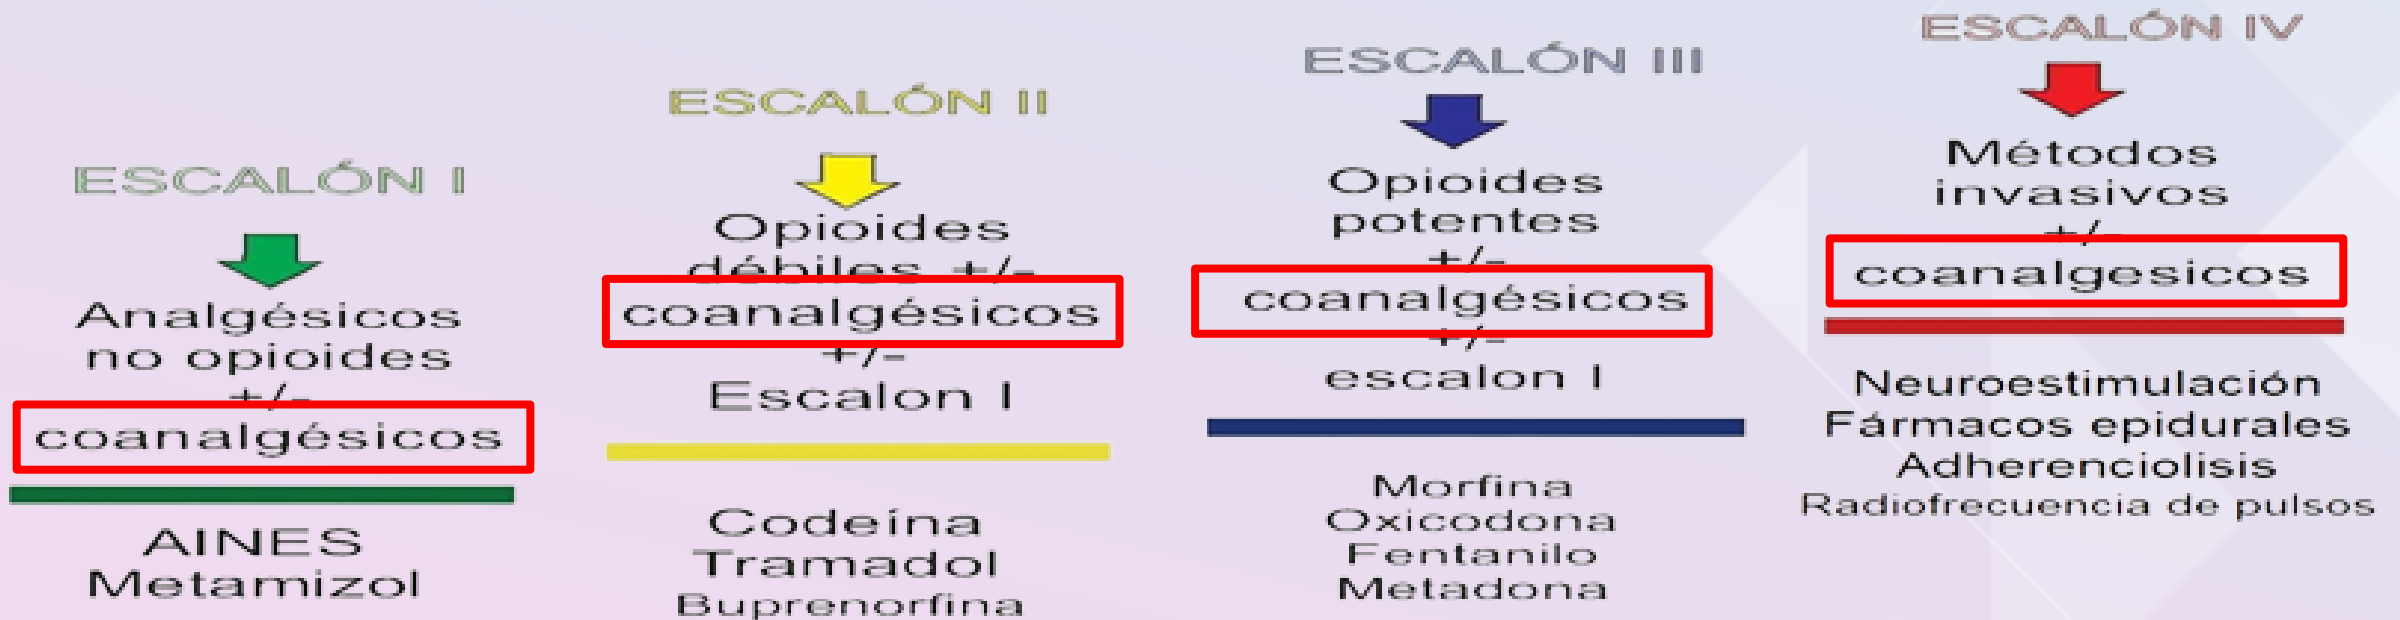 ESCALÓN I
Analgésicos
no opioides
+/-
coanalgésicos
AINES
Metamizol
ESCALÓN II
Opioides
débiles +/-
coanalgésicos
+/-
Escalon I
Codeína
Tramadol
Buprenorfina
ESCALÓN III
Opioides
potentes
+/-
coanalgésicos
+/-
escalon I
Morfina
Oxicodona
Fentanilo
Metadona
ESCALÓN IV
Métodos
invasivos
+/-
coanalgesicos
Neuroestimulación
Fármacos epidurales
Adherenciolisis
Radiofrecuencia de pulsos